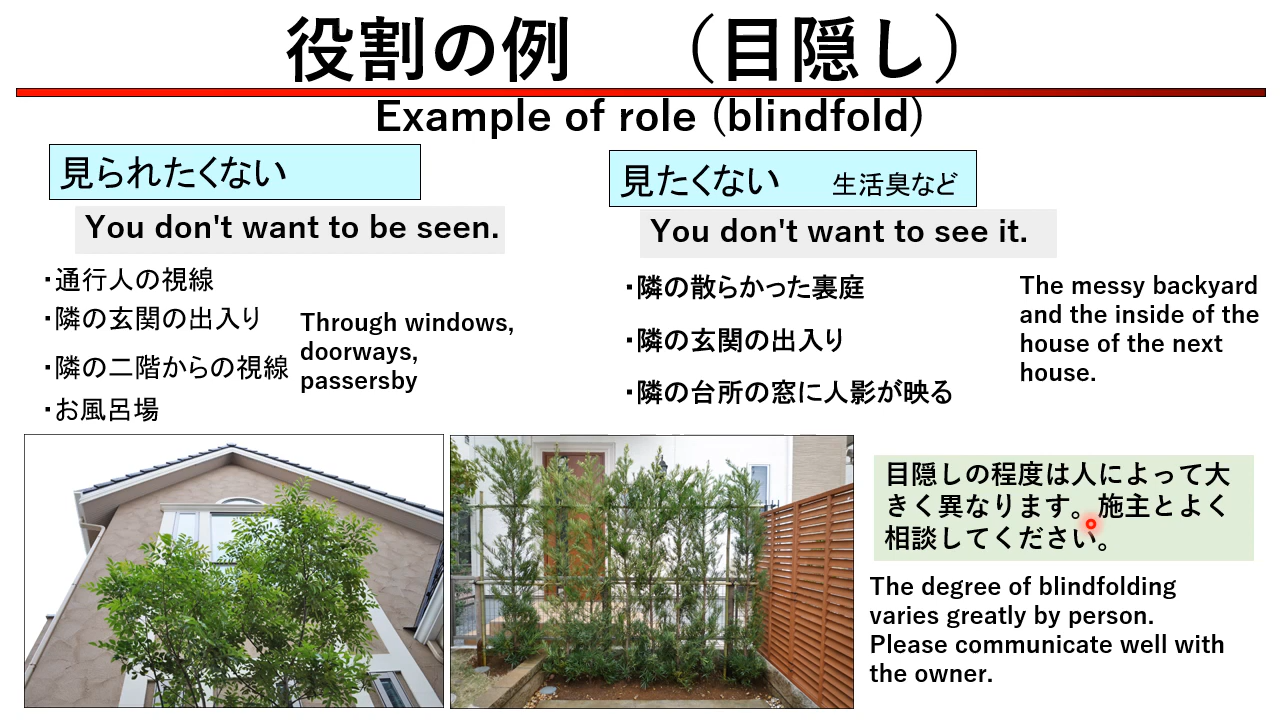 役割の例　（目隠し）
Example of role (blindfold)
見られたくない
You don't want to be seen.
・通行人の視線
・隣の玄関の出入り
・隣の二階からの視線
・お風呂場
Through windows,
doorways,
passersby
見たくない　生活臭など
You don't want to see it.
・隣の散らかった裏庭
・隣の玄関の出入り
・隣の台所の窓に人影が映る
The messy backyard
and the inside of the
house of the next
house.
目隠しの程度は人によって大
きく異なります。施主とよく
相談してください。
The degree of blindfolding
varies greatly by person.
Please communicate well with
the owner.